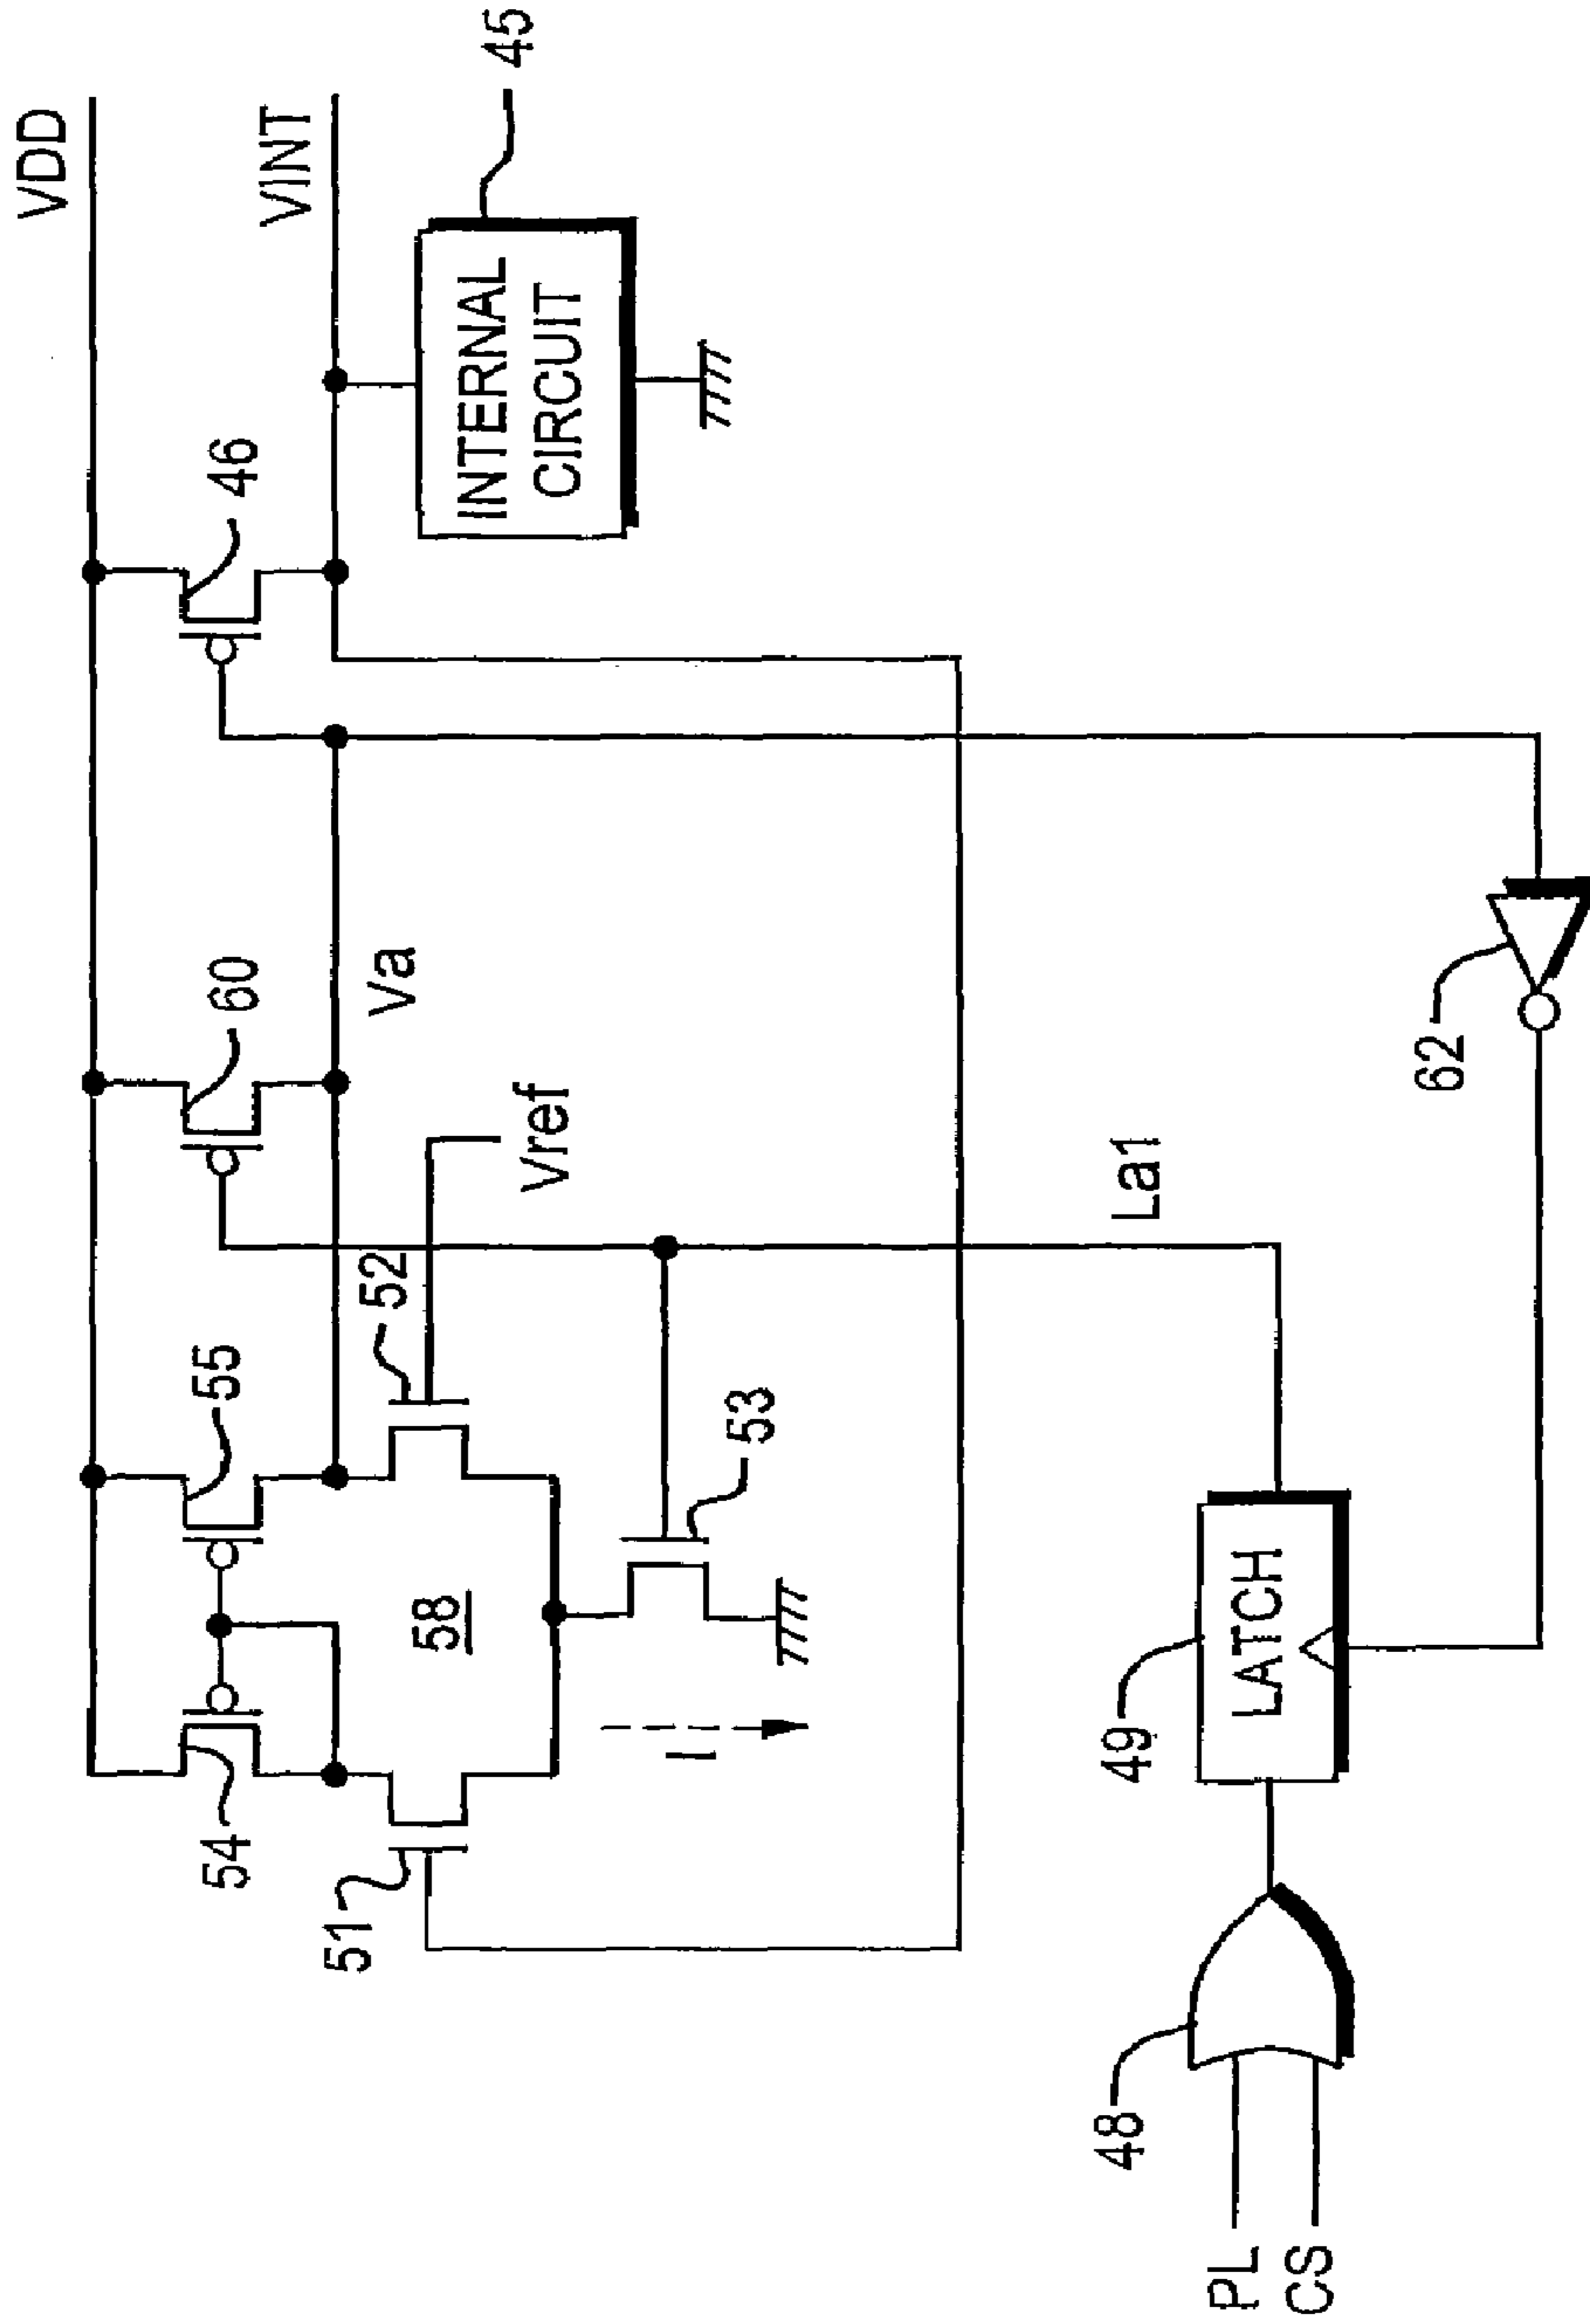 VDD
54
55
60
46
VINT
Va
51
52
58
Vref
INTERNAL
CIRCUIT
45
I
53
La1
48
49
LATCH
PL
CS
62